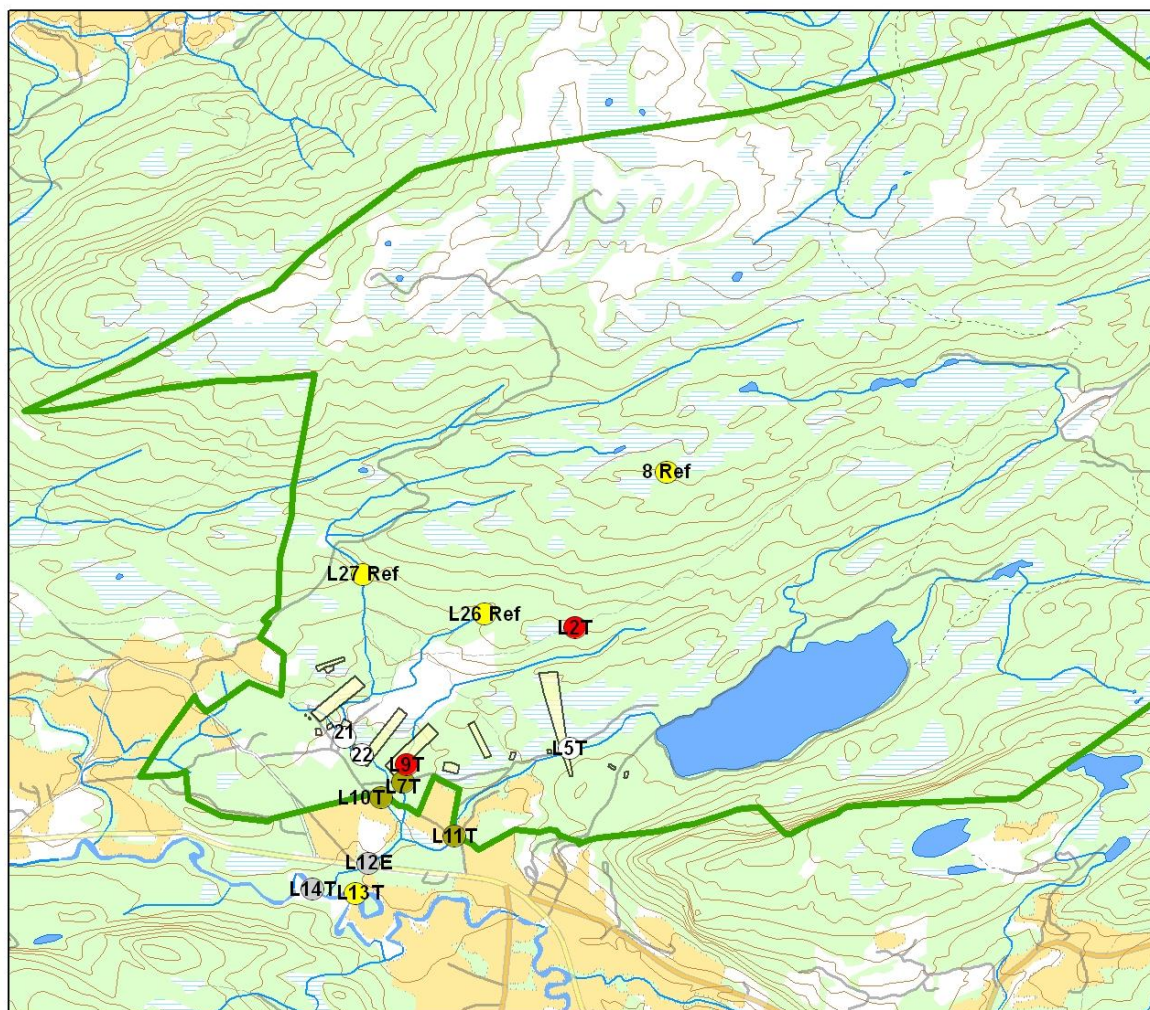 8 Ref
L27 Ref
L26 Ref
L2T
21
22
L5T
L9T
L7T
L10T
L11T
L12E
L14T
L13T